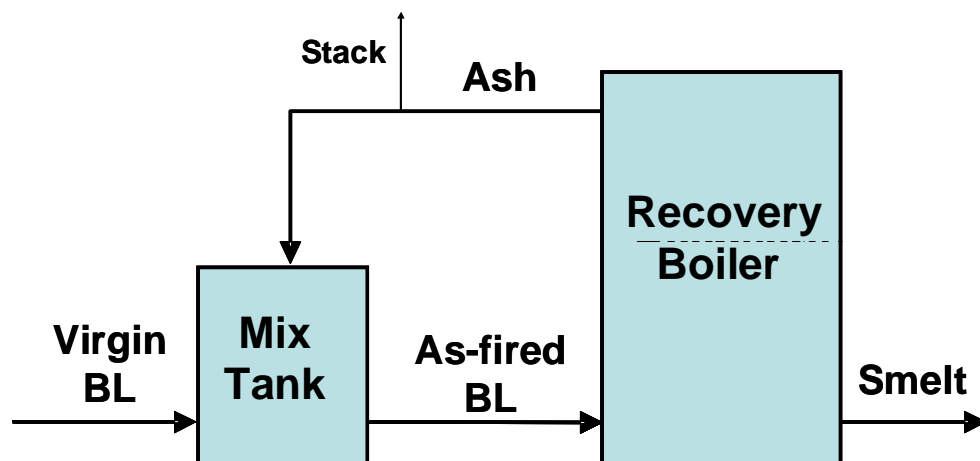 Stack
Ash
Recovery
Boiler
Virgin
BL
Mix
Tank
As-fired
BL
Smelt